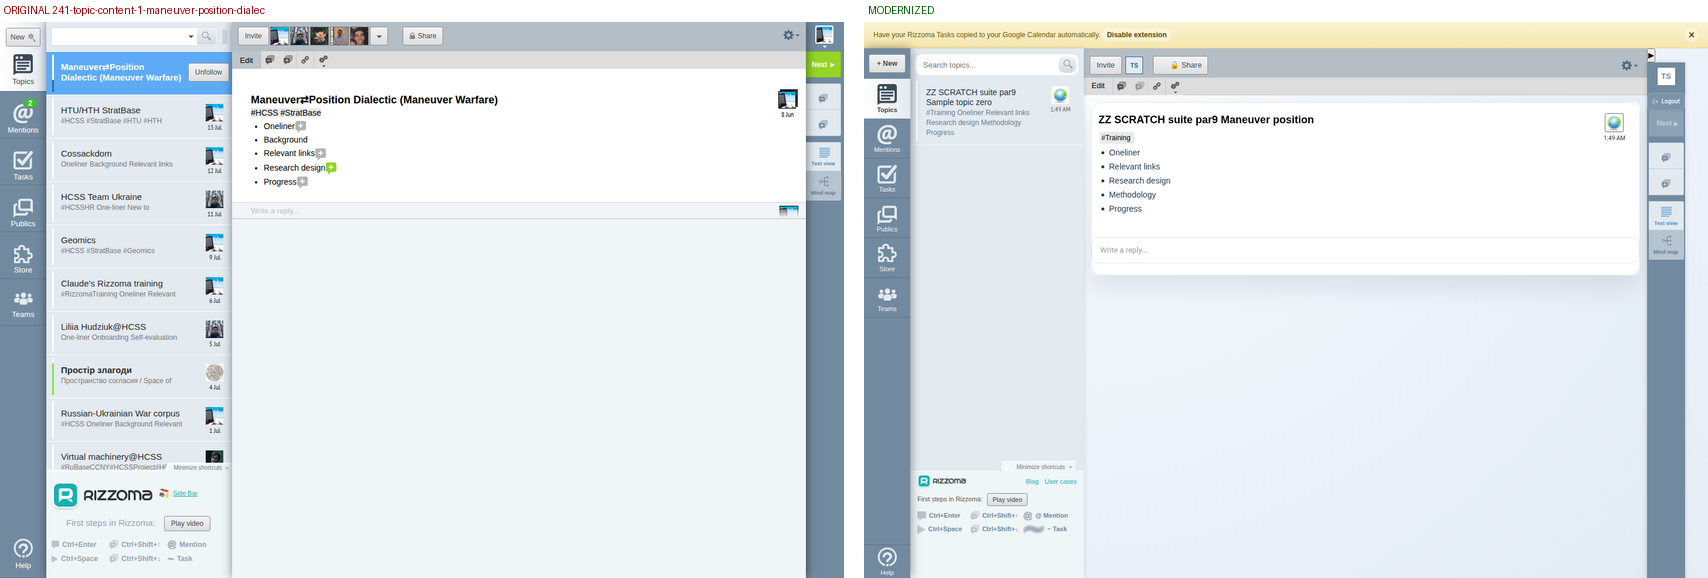 ORIGINAL 241-topic-content-1-maneuver-position-dialec
New
Topics
2
Mentions
Tasks
Publics
Store
Teams
Help
Maneuver⇄Position
Dialectic (Maneuver Warfare)
Unfollow
HTU/HTH StratBase
#HCSS #StratBase #HTU #HTH
13 Jul
Cossackdom
Oneliner Background Relevant links
12 Jul
HCSS Team Ukraine
#HCSSHR One-liner New to
11 Jul
Geomics
#HCSS #StratBase #Geomics
9 Jul
Claude's Rizzoma training
#RizzomaTraining Oneliner Relevant
6 Jul
Liliia Hudziuk@HCSS
One-liner Onboarding Self-evaluation
5 Jul
Простір злагоди
Пространство согласия / Space of
4 Jul
Russian-Ukrainian War corpus
#HCSS Oneliner Background Relevant
1 Jul
Virtual machinery@HCSS
Minimize shortcuts
RIZZOMA
Side Bar
First steps in Rizzoma:
Play video
Ctrl+Enter
Ctrl+Shift+↑
@ Mention
Ctrl+Space
Ctrl+Shift+↓
~ Task
Invite
Share
Edit
Maneuver⇄Position Dialectic (Maneuver Warfare)
#HCSS #StratBase
8 Jun
• Oneliner
• Background
• Relevant links
• Research design
• Progress
Write a reply...
Next
Text view
Mind map
MODERNIZED
Have your Rizzoma Tasks copied to your Google Calendar automatically. Disable extension
×
+ New
Topics
Mentions
Tasks
Publics
Store
Teams
Help
Search topics...
ZZ SCRATCH suite par9
Sample topic zero
#Training Oneliner Relevant links
Research design Methodology
Progress
1:49 AM
Minimize shortcuts
RIZZOMA
Blog
User cases
First steps in Rizzoma:
Play video
Ctrl+Enter
Ctrl+Shift+↑
@ @ Mention
Ctrl+Space
Ctrl+Shift+↓
~ Task
Invite
TS
Share
Edit
ZZ SCRATCH suite par9 Maneuver position
#Training
1:49 AM
• Oneliner
• Relevant links
• Research design
• Methodology
• Progress
Write a reply...
TS
Logout
Next
Text view
Mind map